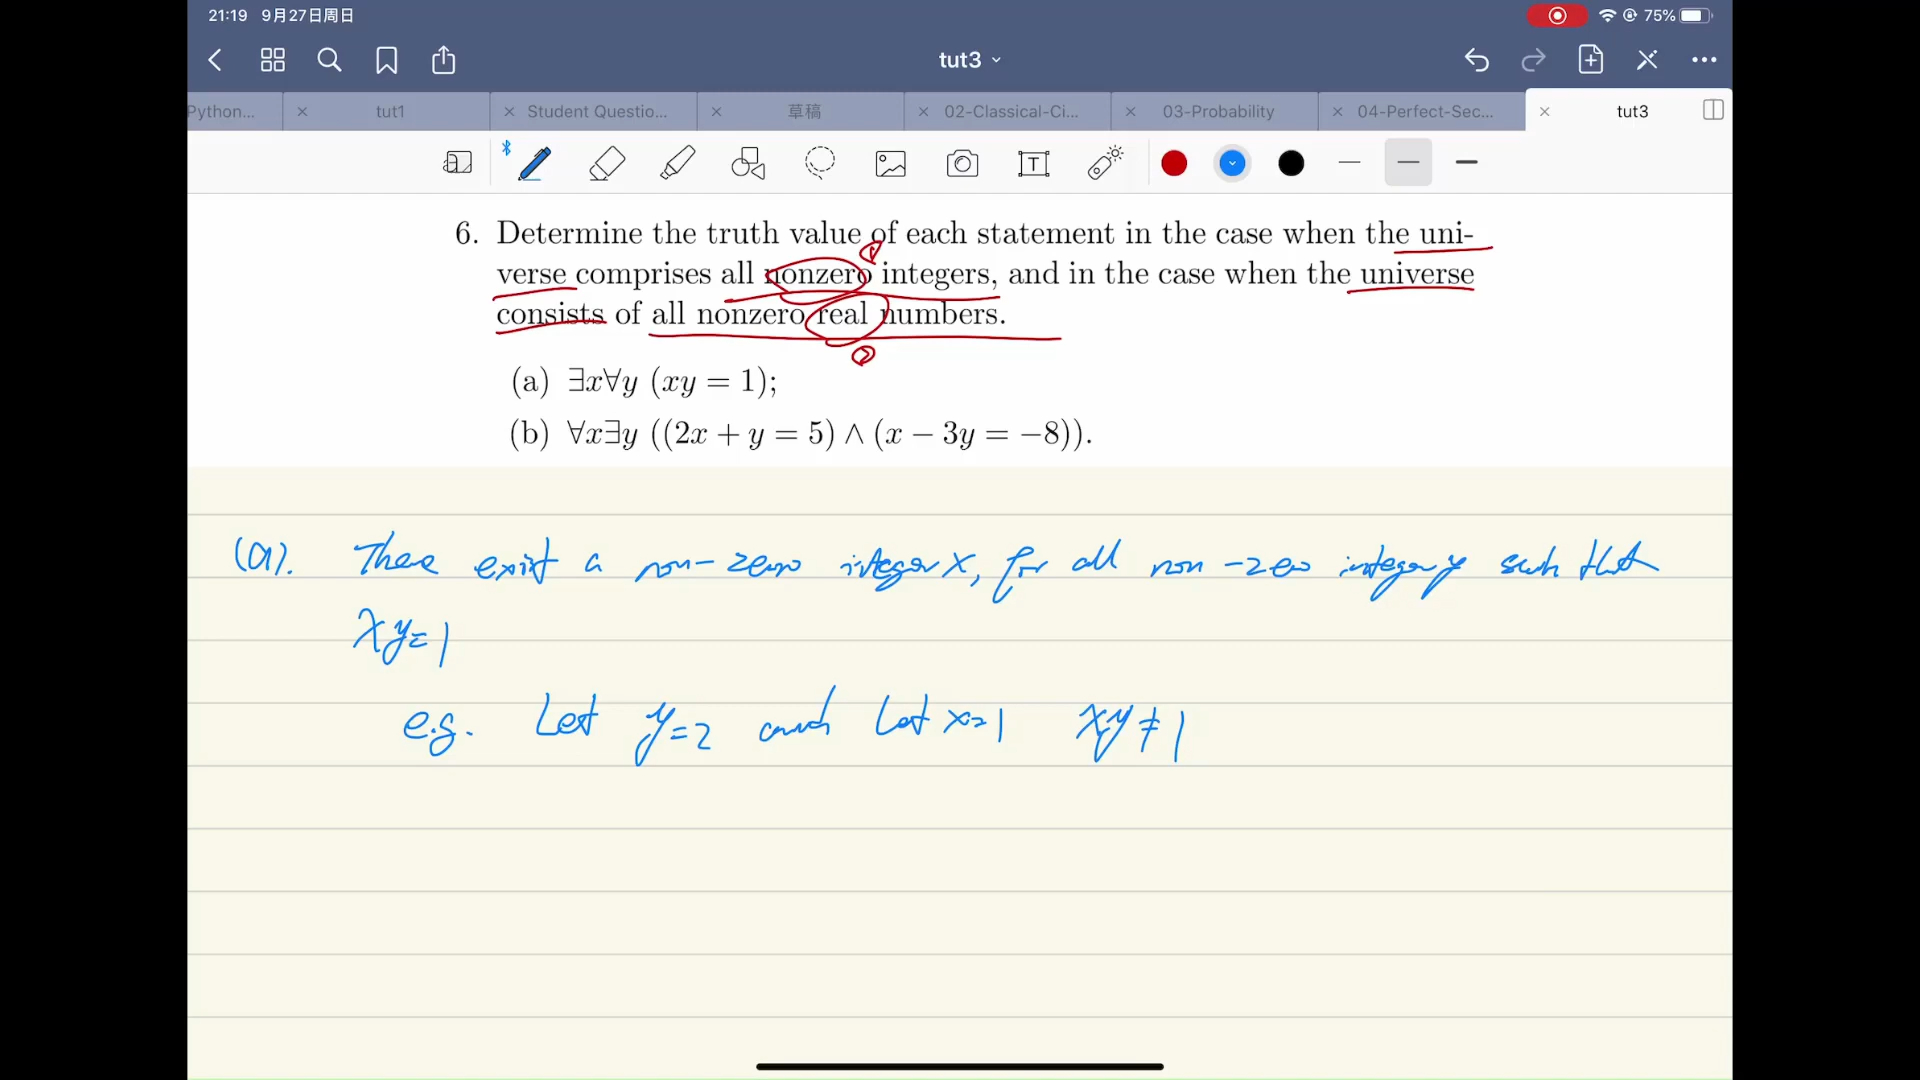 21:19 9月27日周日
75%
tut3
Python...
tut1
Student Questio...
草稿
02-Classical-Ci...
03-Probability
04-Perfect-Sec...
tut3
T
6. Determine the truth value of each statement in the case when the uni-
verse comprises all nonzero integers, and in the case when the universe
consists of all nonzero real numbers.
(a) ∃x∀y (xy = 1);
(b) ∀x∃y ((2x + y = 5) ∧ (x − 3y = −8)).
(a). There exist a non-zero integer x, for all non-zero integer y such that
xy=1
e.g. Let y=2 and Let x=1 xy≠1